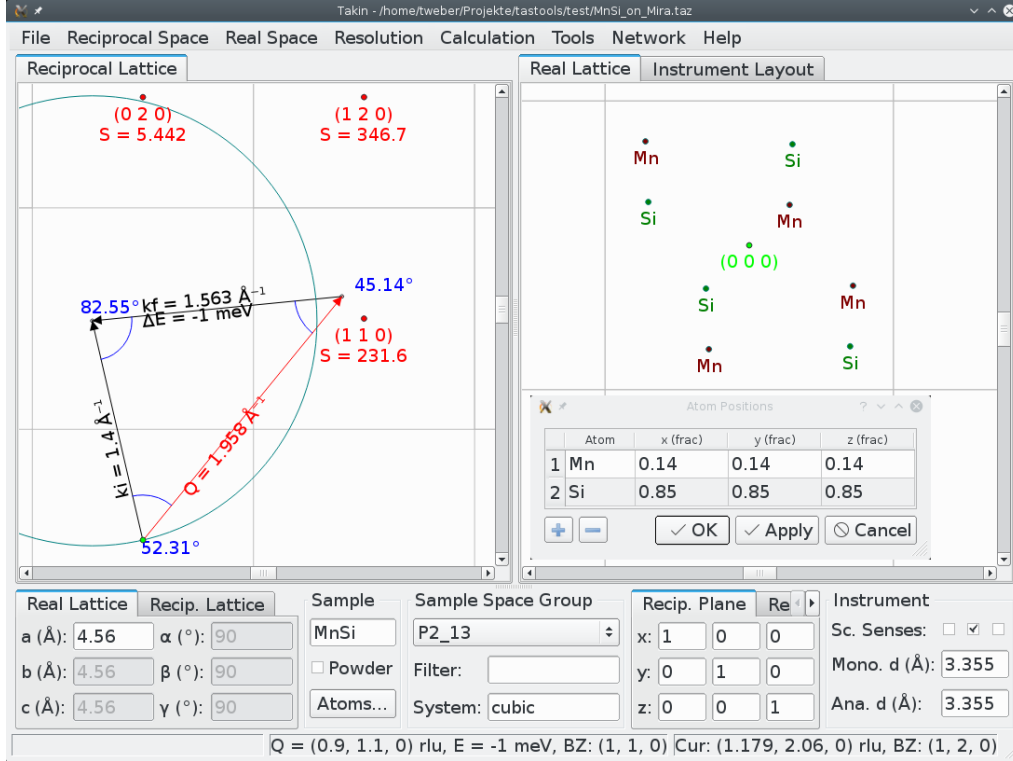 Takin - /home/tweber/Projekte/tastools/test/MnSi_on_Mira.taz
File Reciprocal Space Real Space Resolution Calculation Tools Network Help
Reciprocal Lattice
(0 2 0)
S = 5.442
(1 2 0)
S = 346.7
45.14°
82.55°
kf = 1.563 Å⁻¹
ΔE = -1 meV
(1 1 0)
S = 231.6
ki = 1.4 Å⁻¹
Q = 1.958 Å⁻¹
52.31°
Real Lattice Instrument Layout
Mn
Si
Si
Mn
(0 0 0)
Si
Mn
Mn
Si
Atom Positions
Atom x (frac) y (frac) z (frac)
1 Mn 0.14 0.14 0.14
2 Si 0.85 0.85 0.85
OK Apply Cancel
Real Lattice Recip. Lattice
a (Å): 4.56 α (°): 90
b (Å): 4.56 β (°): 90
c (Å): 4.56 γ (°): 90
Sample
MnSi
Powder
Atoms...
Sample Space Group
P2_13
Filter:
System: cubic
Recip. Plane Re
x: 1 0 0
y: 0 1 0
z: 0 0 1
Instrument
Sc. Senses:
Mono. d (Å): 3.355
Ana. d (Å): 3.355
Q = (0.9, 1.1, 0) rlu, E = -1 meV, BZ: (1, 1, 0) Cur: (1.179, 2.06, 0) rlu, BZ: (1, 2, 0)